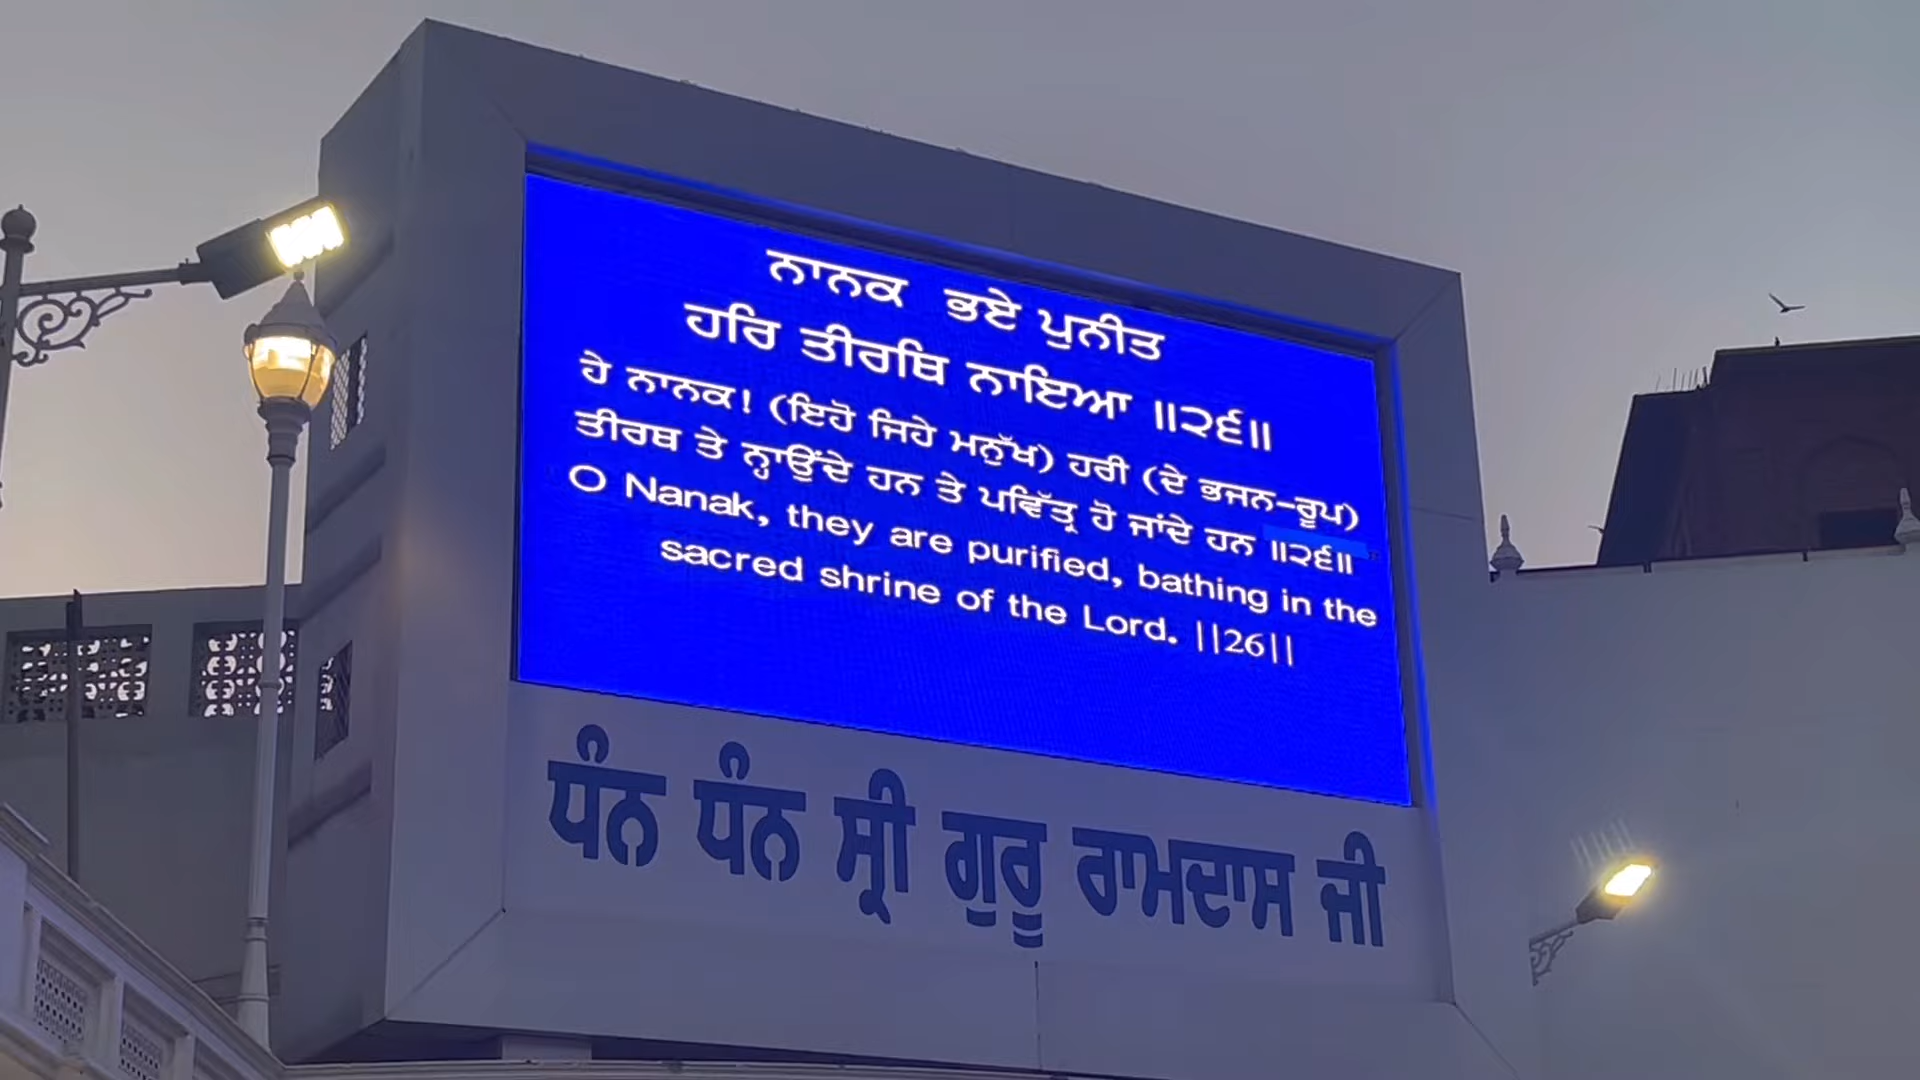 ਨਾਨਕ ਭਏ ਪੁਨੀਤ
ਹਰਿ ਤੀਰਥਿ ਨਾਇਆ ॥੨੬॥
ਹੇ ਨਾਨਕ! (ਇਹੋ ਜਿਹੇ ਮਨੁੱਖ) ਹਰੀ (ਦੇ ਭਜਨ-ਰੂਪ)
ਤੀਰਥ ਤੇ ਨ੍ਹਾਉਂਦੇ ਹਨ ਤੇ ਪਵਿੱਤ੍ਰ ਹੋ ਜਾਂਦੇ ਹਨ ॥੨੬॥
O Nanak, they are purified, bathing in the
sacred shrine of the Lord. ||26||
ਧੰਨ ਧੰਨ ਸ੍ਰੀ ਗੁਰੂ ਰਾਮਦਾਸ ਜੀ